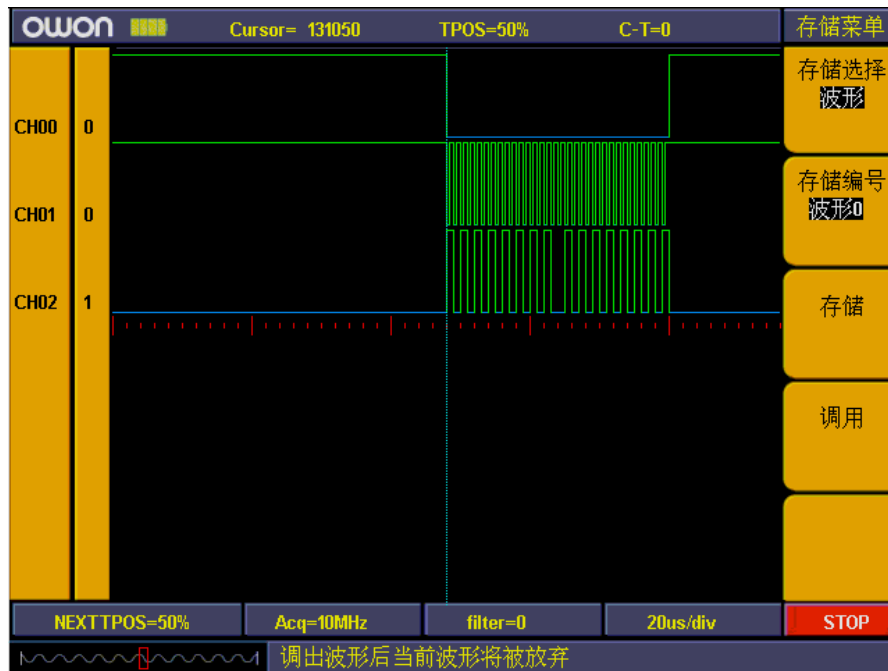 owon Cursor= 131050 TPOS=50% C-T=0 存储菜单
存储选择
波形
CH00 0
存储编号
波形0
CH01 0
CH02 1
存储
调用
NEXTTPOS=50% Acq=10MHz filter=0 20us/div STOP
调出波形后当前波形将被放弃